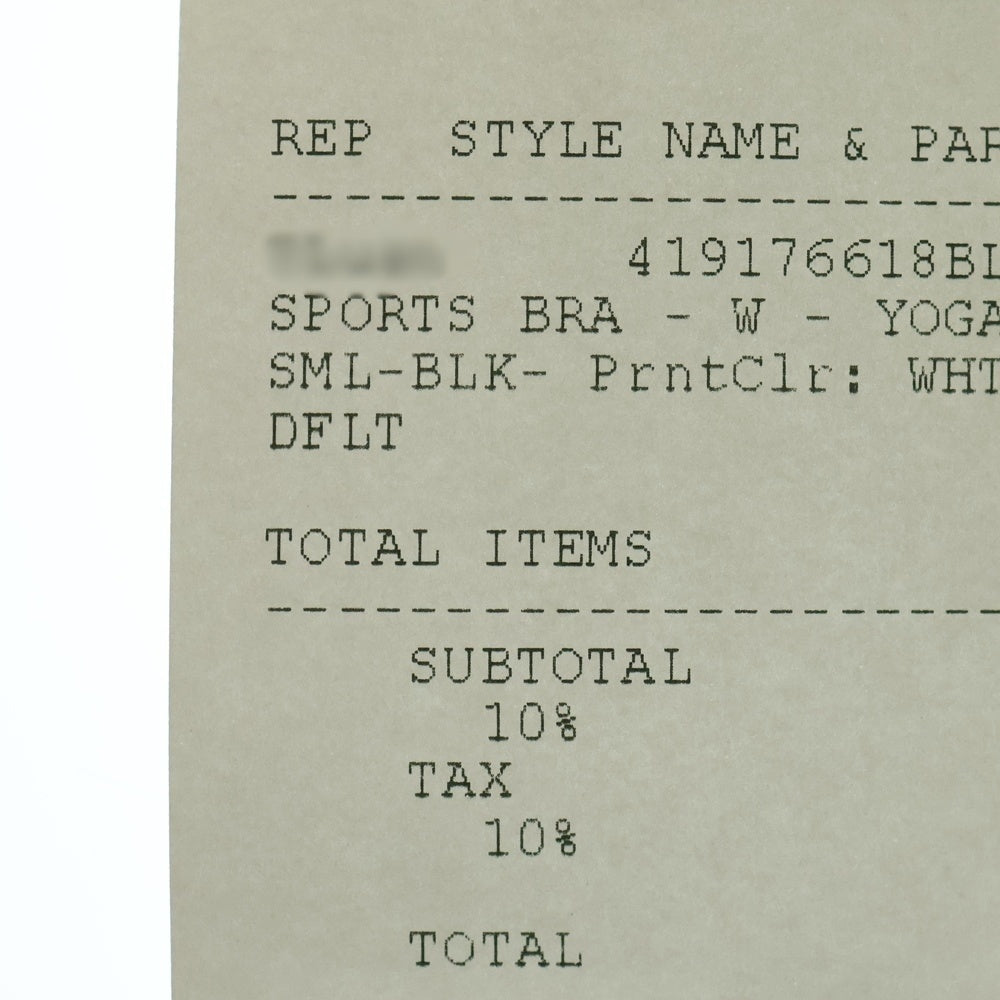 REP STYLE NAME & PAR
--------------------
419176618BL
SPORTS BRA - W - YOGA
SML-BLK- PrntClr: WHT
DFLT
TOTAL ITEMS
--------------------
SUBTOTAL
10%
TAX
10%
TOTAL